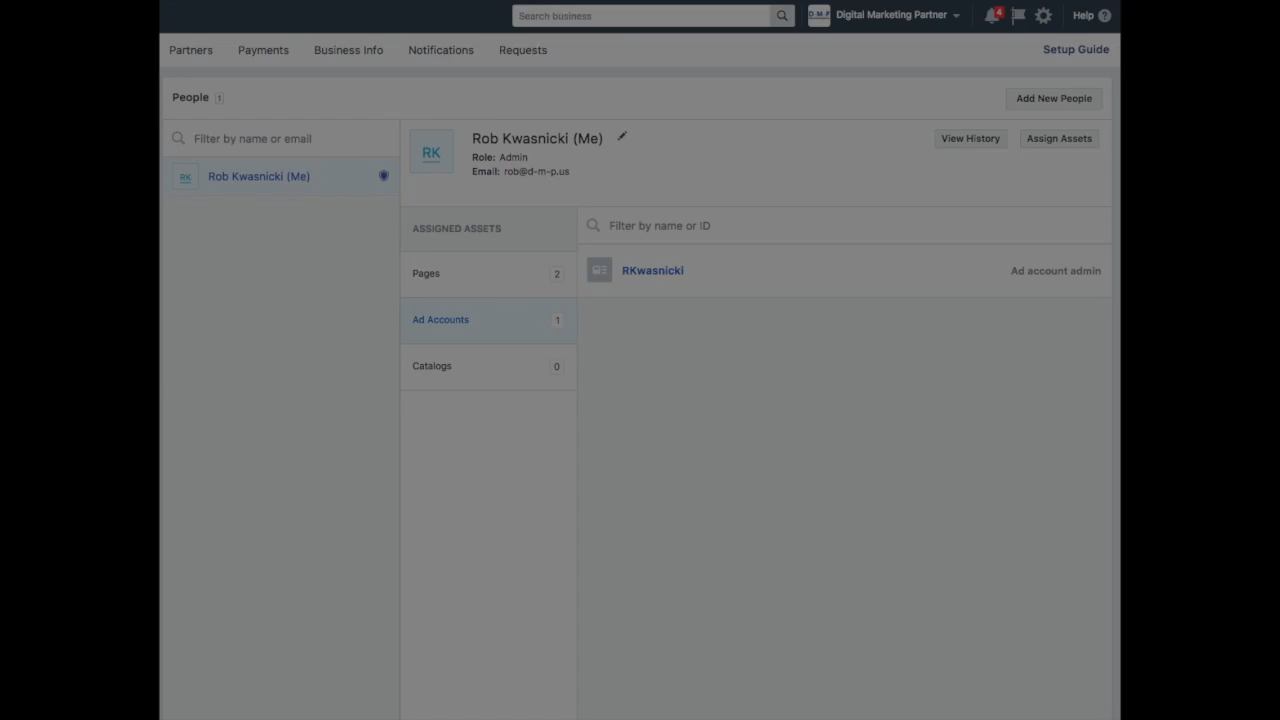 Search business
D·M·P
Digital Marketing Partner
4
Help ?
Partners
Payments
Business Info
Notifications
Requests
Setup Guide
People 1
Add New People
Filter by name or email
RK
Rob Kwasnicki (Me)
RK
Rob Kwasnicki (Me)
Role: Admin
Email: rob@d-m-p.us
View History
Assign Assets
ASSIGNED ASSETS
Pages 2
Ad Accounts 1
Catalogs 0
Filter by name or ID
RKwasnicki
Ad account admin